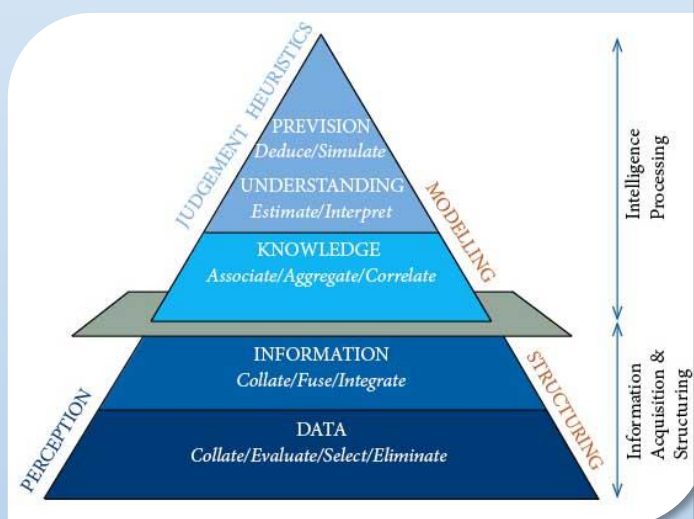 JUDGEMENT HEURISTICS
PREVISION
Deduce/Simulate
UNDERSTANDING
Estimate/Interpret
MODELLING
KNOWLEDGE
Associate/Aggregate/Correlate
Intelligence
Processing
PERCEPTION
INFORMATION
Collate/Fuse/Integrate
STRUCTURING
DATA
Collate/Evaluate/Select/Eliminate
Information
Acquisition &
Structuring